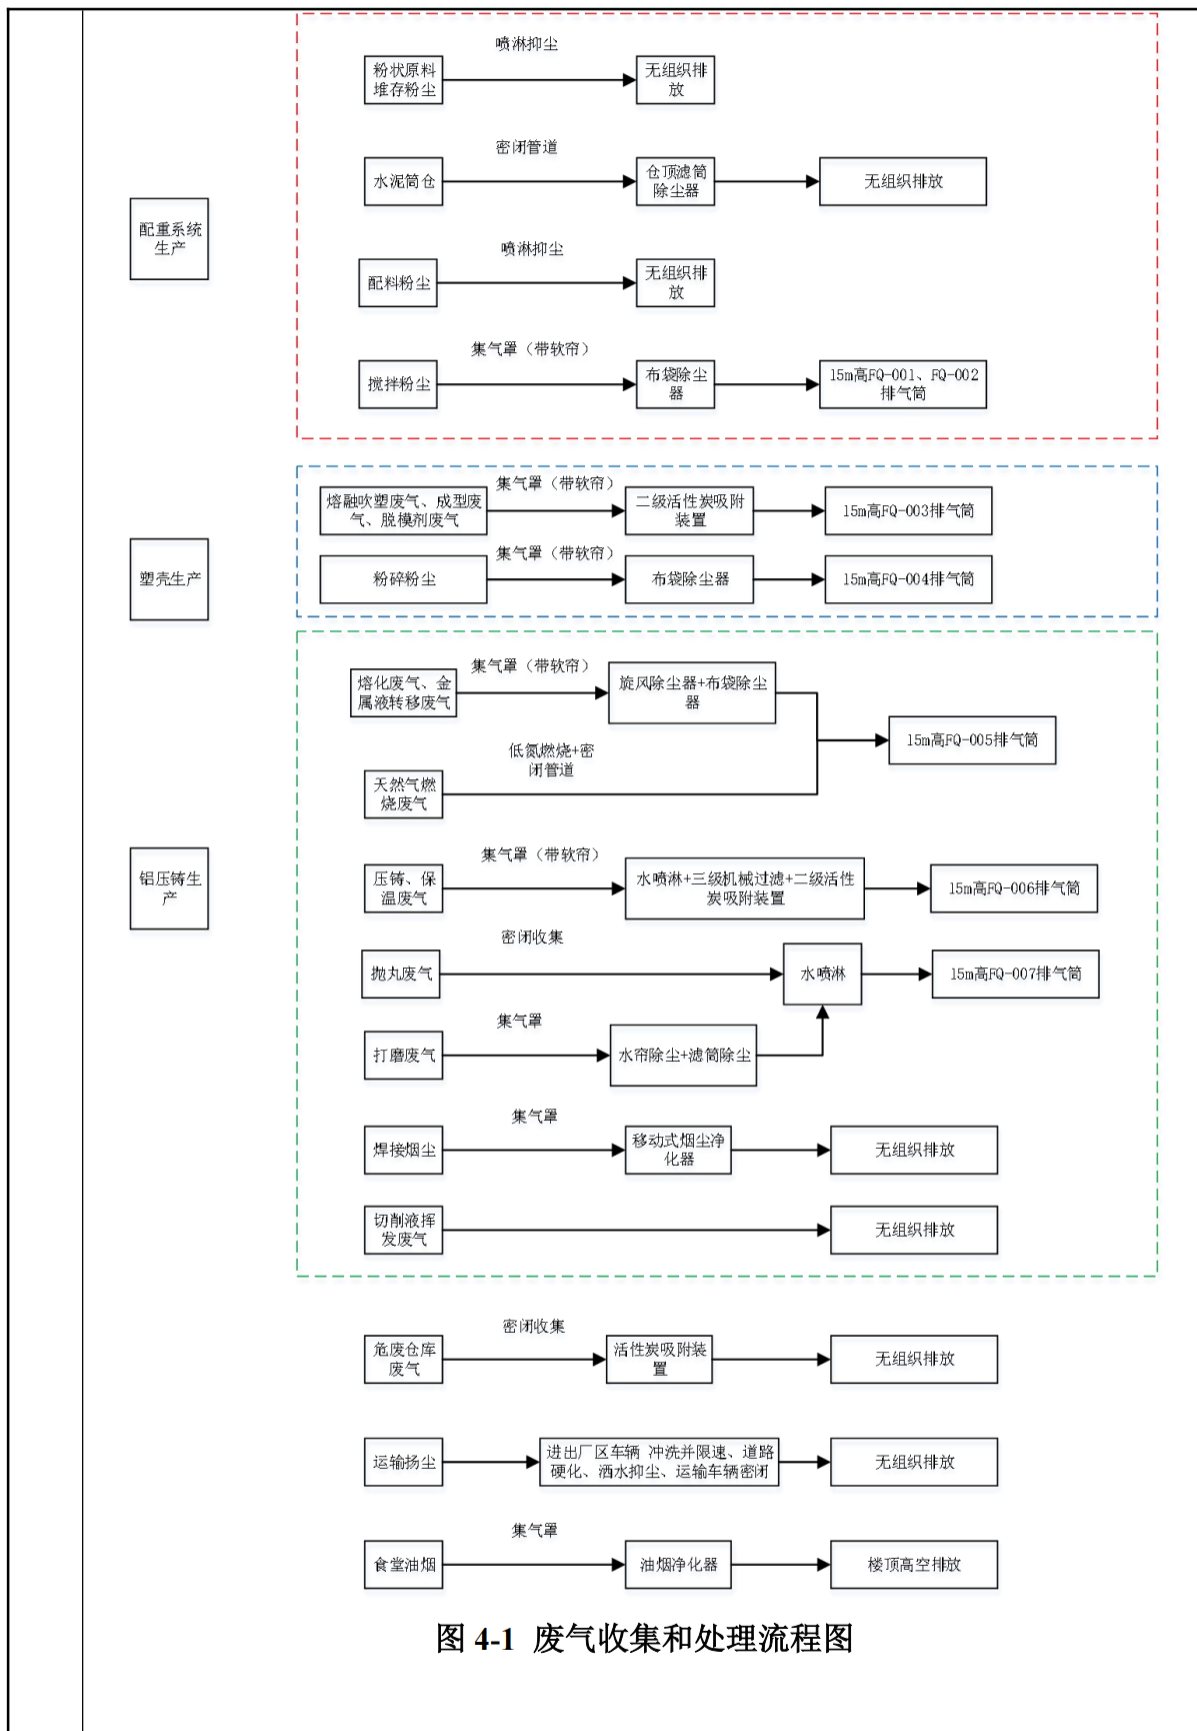 喷淋抑尘
粉状原料
堆存粉尘
无组织排
放
密闭管道
水泥筒仓
仓顶滤筒
除尘器
无组织排放
配重系统
生产
喷淋抑尘
配料粉尘
无组织排
放
集气罩（带软帘）
搅拌粉尘
布袋除尘
器
15m高FQ-001、FQ-002
排气筒
集气罩（带软帘）
熔融吹塑废气、成型废
气、脱模剂废气
二级活性炭吸附
装置
15m高FQ-003排气筒
塑壳生产
集气罩（带软帘）
粉碎粉尘
布袋除尘器
15m高FQ-004排气筒
集气罩（带软帘）
熔化废气、金
属液转移废气
旋风除尘器+布袋除尘
器
15m高FQ-005排气筒
低氮燃烧+密
闭管道
天然气燃
烧废气
铝压铸生
产
集气罩（带软帘）
压铸、保
温废气
水喷淋+三级机械过滤+二级活性
炭吸附装置
15m高FQ-006排气筒
密闭收集
抛丸废气
水喷淋
15m高FQ-007排气筒
集气罩
打磨废气
水帘除尘+滤筒除尘
集气罩
焊接烟尘
移动式烟尘净
化器
无组织排放
切削液挥
发废气
无组织排放
密闭收集
危废仓库
废气
活性炭吸附装
置
无组织排放
运输扬尘
进出厂区车辆 冲洗并限速、道路
硬化、洒水抑尘、运输车辆密闭
无组织排放
集气罩
食堂油烟
油烟净化器
楼顶高空排放
图 4-1 废气收集和处理流程图